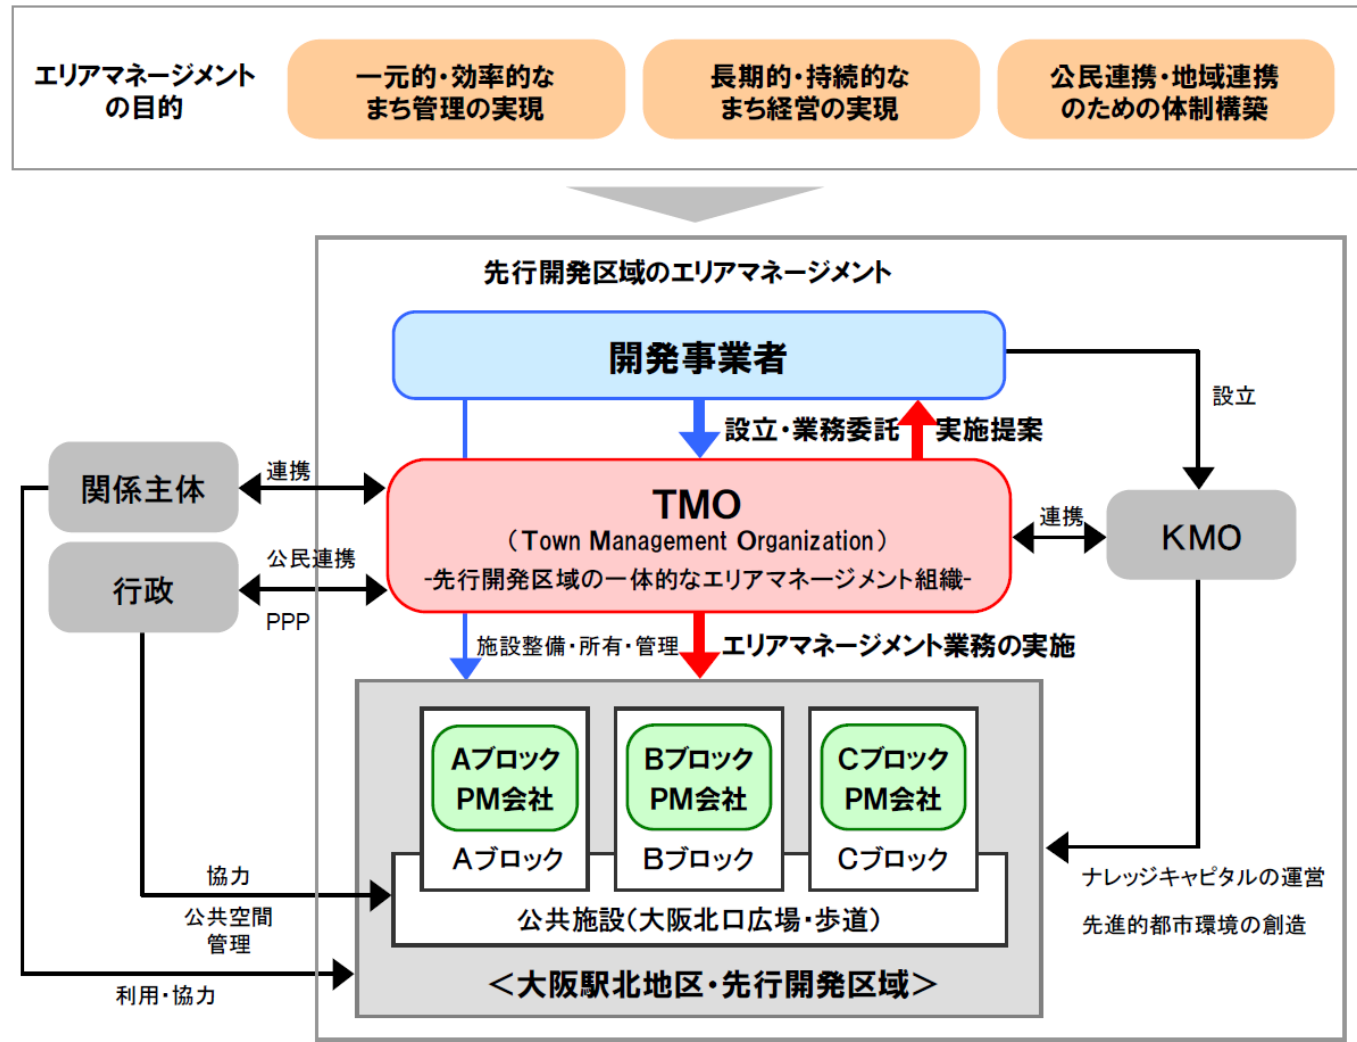 エリアマネージメント
の目的
一元的・効率的な
まち管理の実現
長期的・持続的な
まち経営の実現
公民連携・地域連携
のための体制構築
先行開発区域のエリアマネージメント
開発事業者
設立・業務委託
実施提案
設立
関係主体
連携
TMO
(Town Management Organization)
-先行開発区域の一体的なエリアマネージメント組織-
連携
KMO
行政
公民連携
PPP
施設整備・所有・管理
エリアマネージメント業務の実施
Aブロック
PM会社
Bブロック
PM会社
Cブロック
PM会社
Aブロック
Bブロック
Cブロック
公共施設(大阪北口広場・歩道)
協力
公共空間
管理
利用・協力
ナレッジキャピタルの運営
先進的都市環境の創造
＜大阪駅北地区・先行開発区域＞